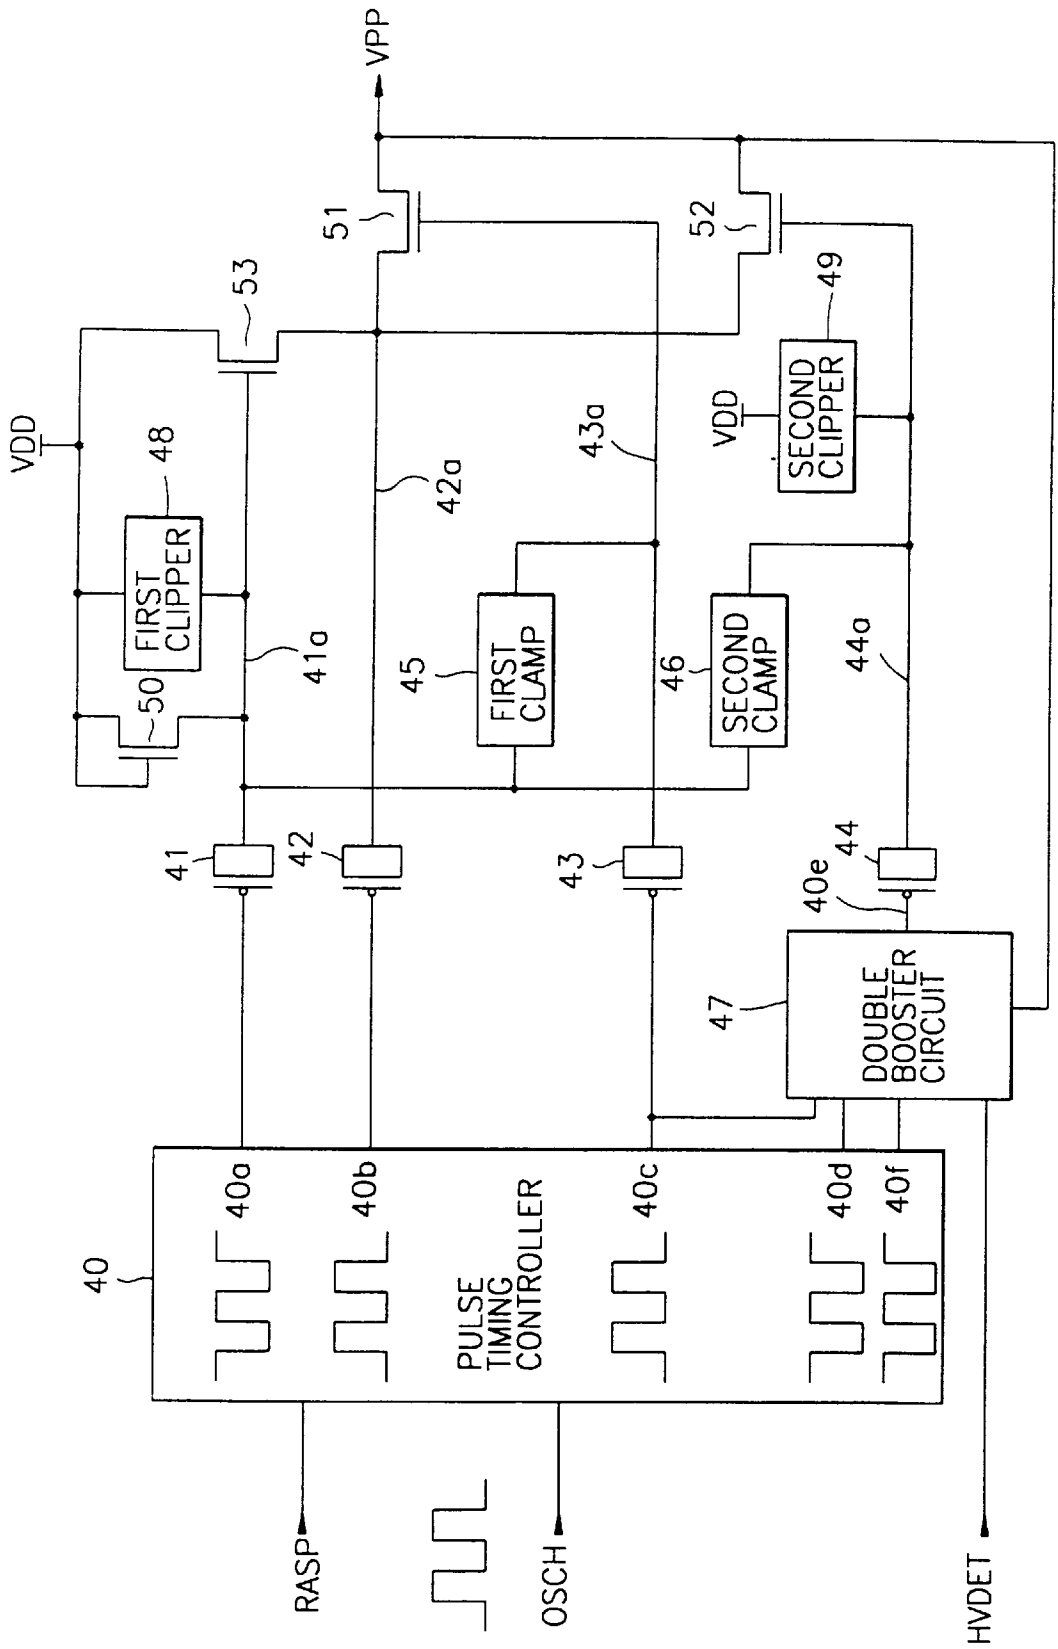 RASP
OSCH
HVDET
40
PULSE
TIMING
CONTROLLER
40a
40b
40c
40d
40f
47
DOUBLE
BOOSTER
CIRCUIT
40e
41
42
43
44
VDD
50
FIRST
CLIPPER
48
41a
53
42a
45
FIRST
CLAMP
43a
46
SECOND
CLAMP
44a
VDD
SECOND
CLIPPER
49
51
52
VPP